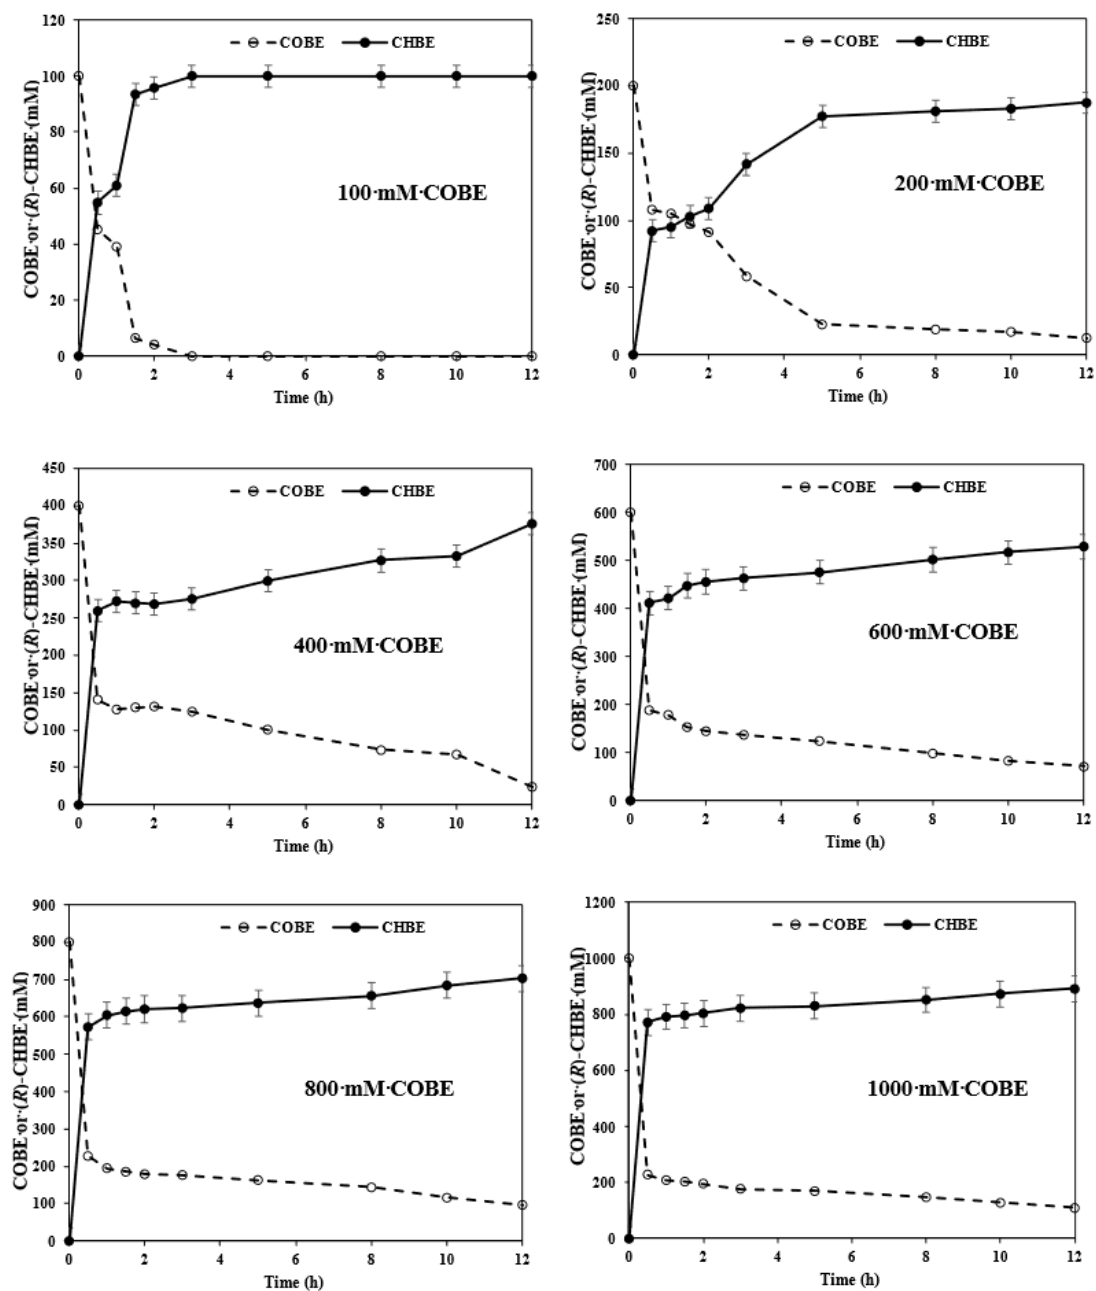 COBE CHBE
COBE·or·(R)-CHBE·(mM)
120
100
80
60
40
20
0
100·mM·COBE
0 2 4 6 8 10 12
Time (h)
COBE CHBE
COBE·or·(R)-CHBE·(mM)
250
200
150
100
50
0
200·mM·COBE
0 2 4 6 8 10 12
Time (h)
COBE CHBE
COBE·or·(R)-CHBE·(mM)
450
400
350
300
250
200
150
100
50
0
400·mM·COBE
0 2 4 6 8 10 12
Time (h)
COBE CHBE
COBE·or·(R)-CHBE·(mM)
700
600
500
400
300
200
100
0
600·mM·COBE
0 2 4 6 8 10 12
Time (h)
COBE CHBE
COBE·or·(R)-CHBE·(mM)
900
800
700
600
500
400
300
200
100
0
800·mM·COBE
0 2 4 6 8 10 12
Time (h)
COBE CHBE
COBE·or·(R)-CHBE·(mM)
1200
1000
800
600
400
200
0
1000·mM·COBE
0 2 4 6 8 10 12
Time (h)